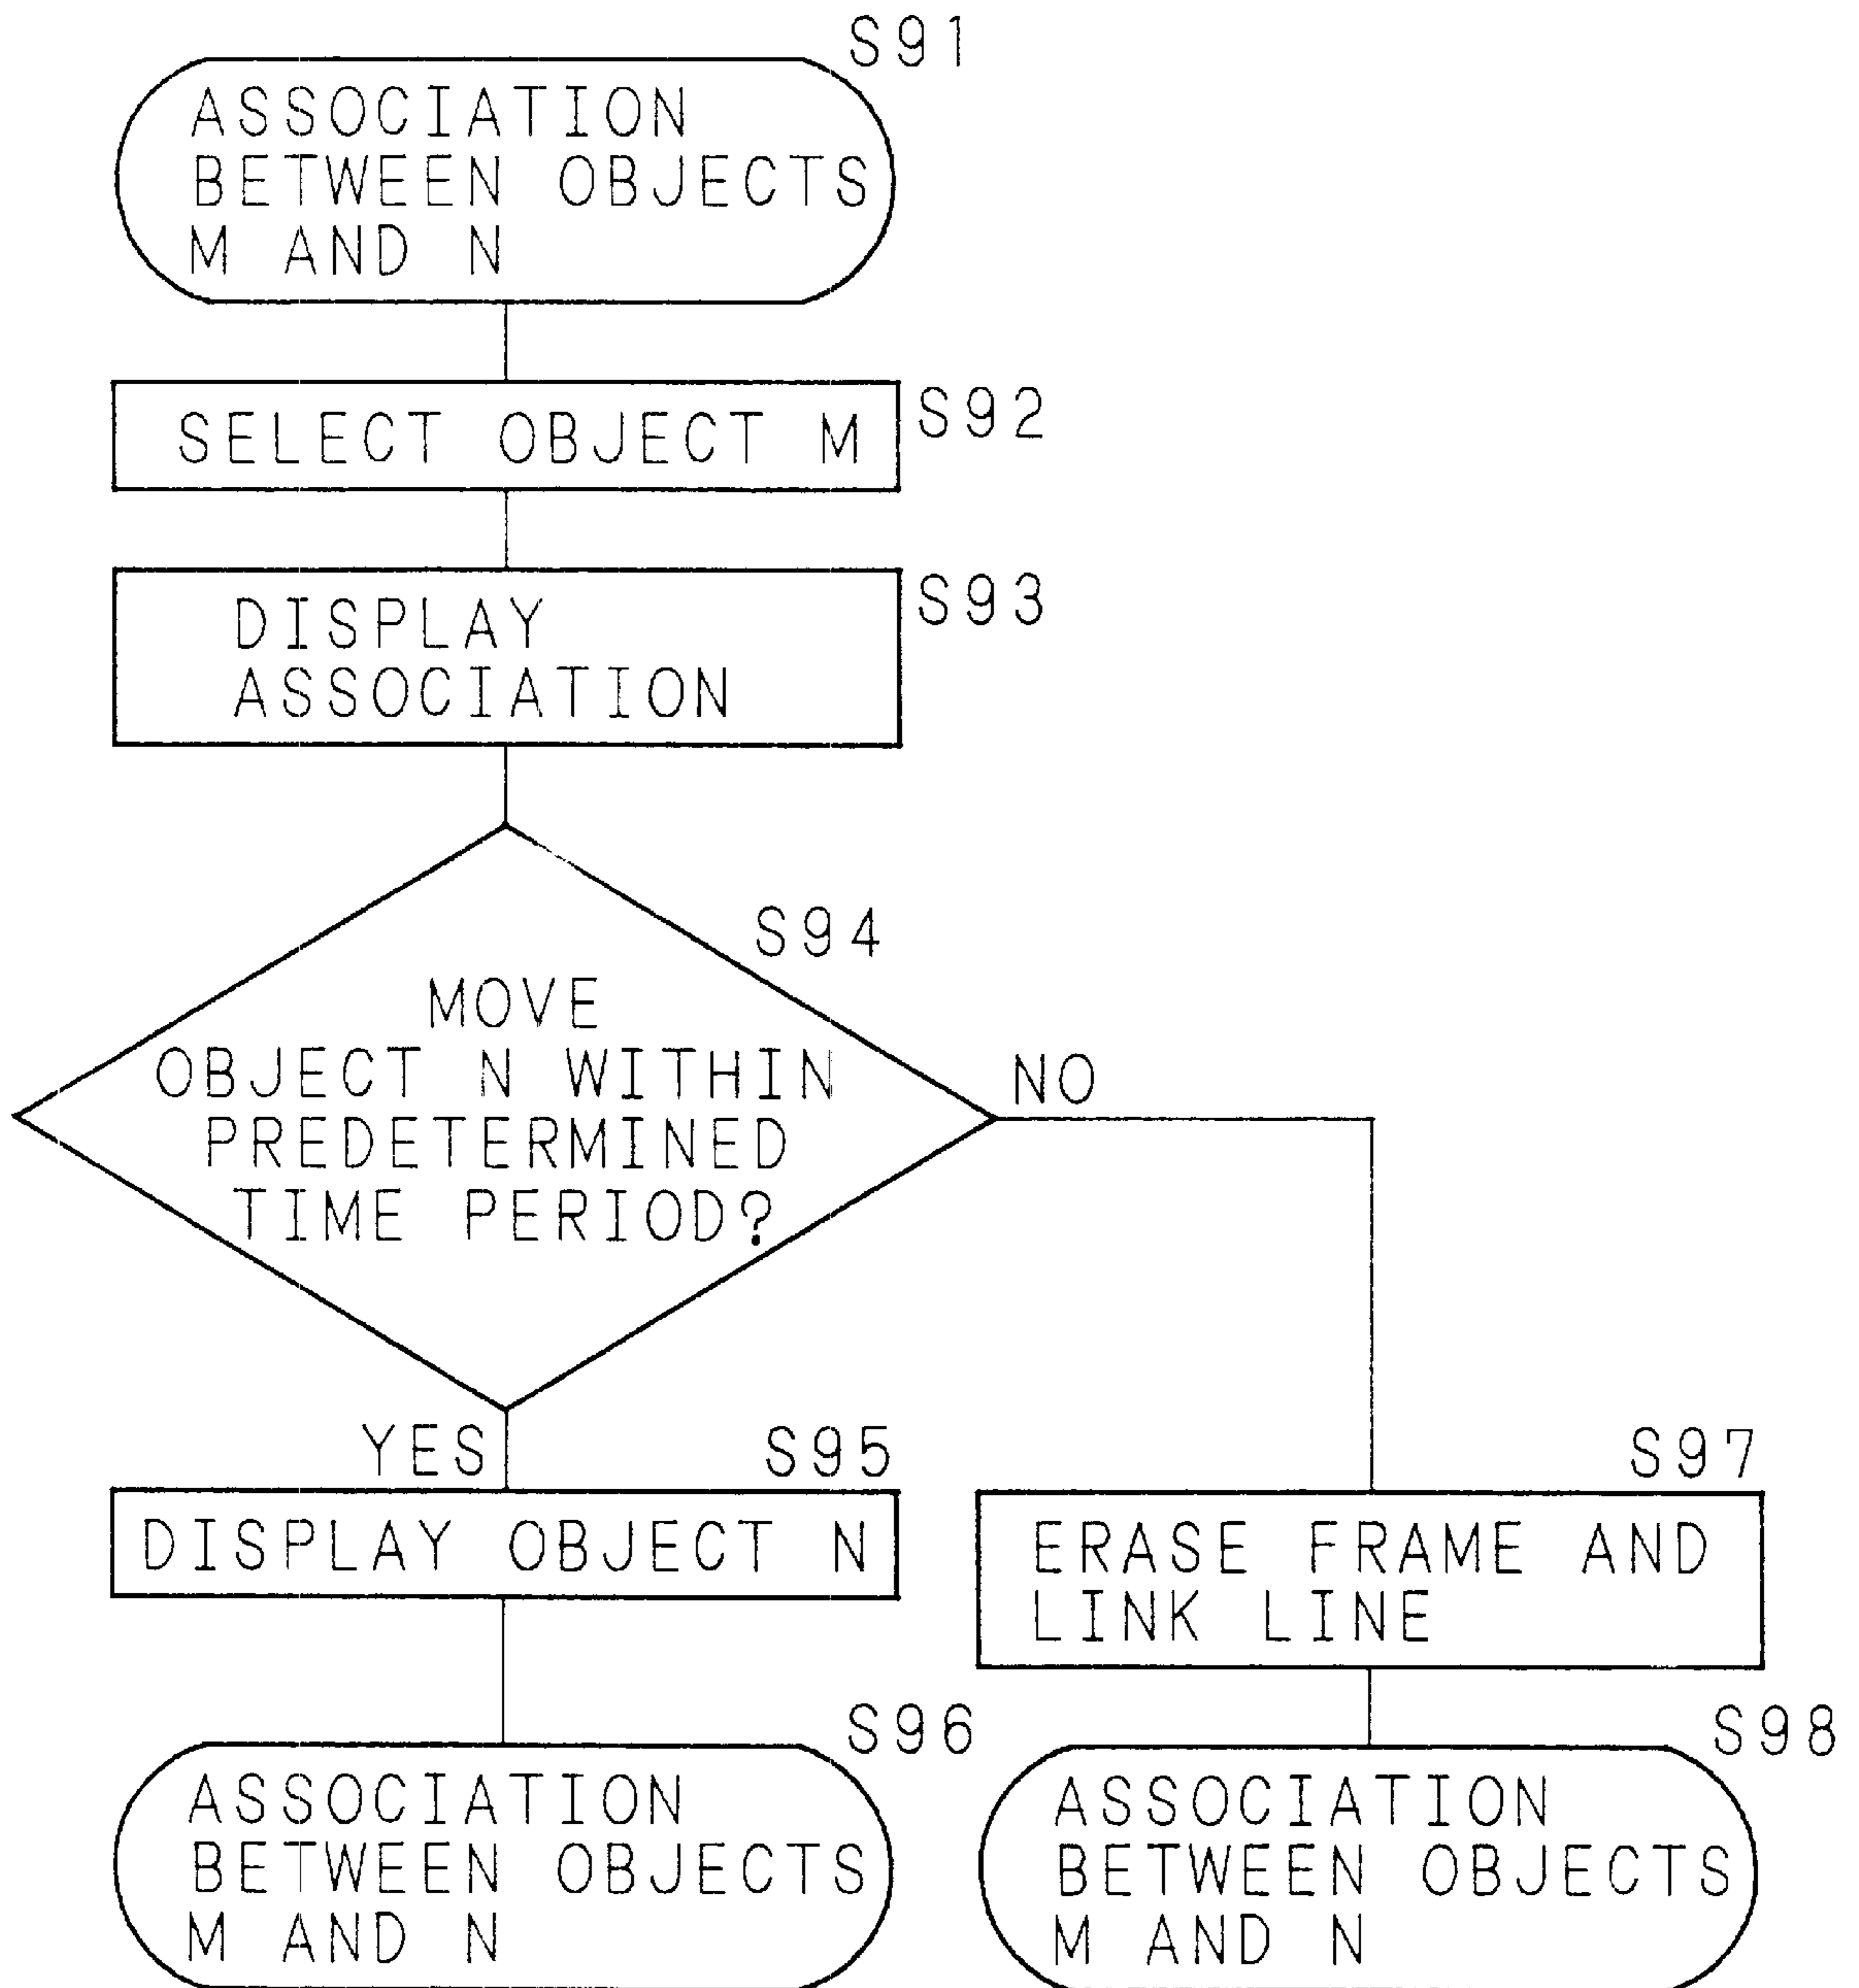 S91
ASSOCIATION
BETWEEN OBJECTS
M AND N
SELECT OBJECT M
S92
DISPLAY
ASSOCIATION
S93
S94
MOVE
OBJECT N WITHIN
PREDETERMINED
TIME PERIOD?
NO
YES
S95
DISPLAY OBJECT N
S97
ERASE FRAME AND
LINK LINE
S96
ASSOCIATION
BETWEEN OBJECTS
M AND N
S98
ASSOCIATION
BETWEEN OBJECTS
M AND N